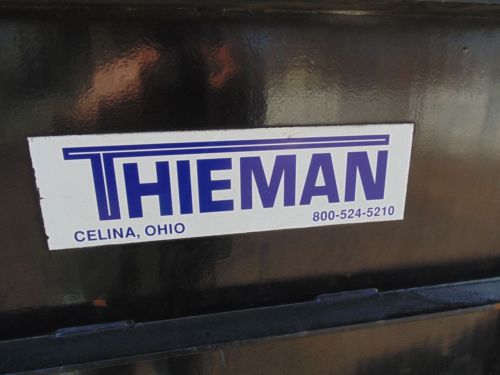 THIEMAN
CELINA, OHIO
800-524-5210